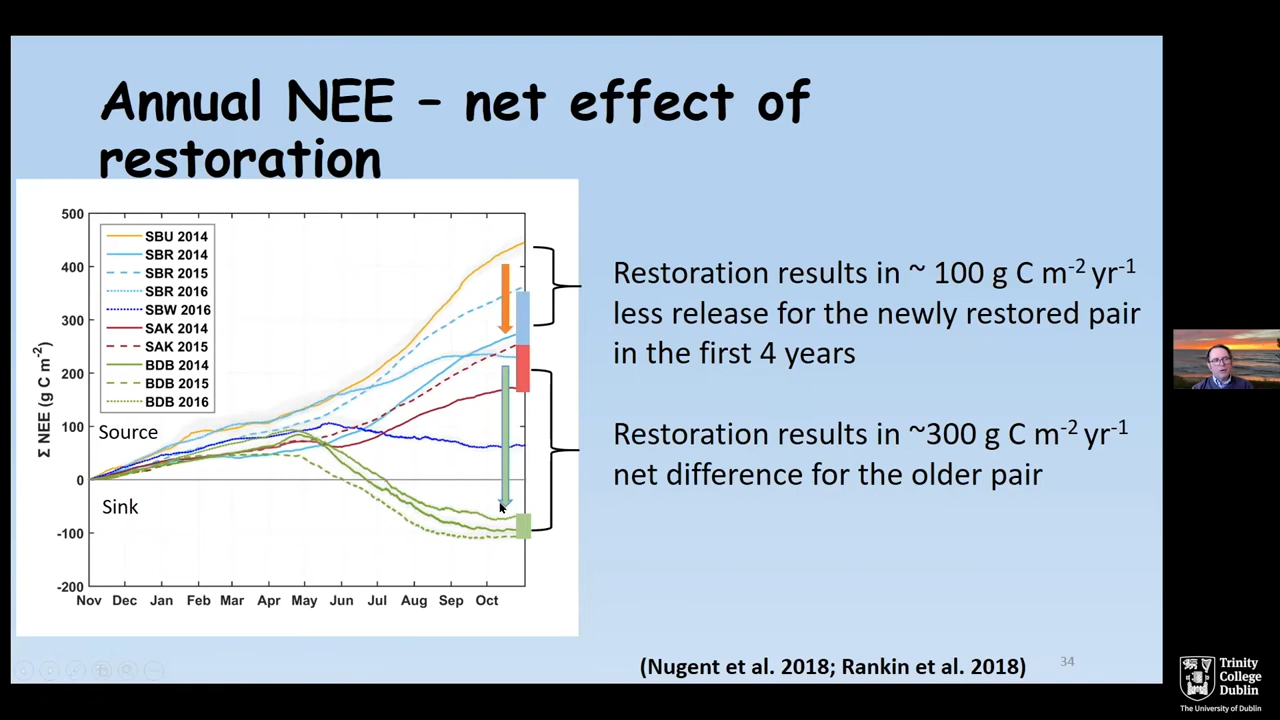 Annual NEE – net effect of
restoration
500
400
300
200
100
0
-100
-200
Σ NEE (g C m-2)
SBU 2014
SBR 2014
SBR 2015
SBR 2016
SBW 2016
SAK 2014
SAK 2015
BDB 2014
BDB 2015
BDB 2016
Source
Sink
Nov Dec Jan Feb Mar Apr May Jun Jul Aug Sep Oct
Restoration results in ~ 100 g C m-2 yr-1
less release for the newly restored pair
in the first 4 years
Restoration results in ~300 g C m-2 yr-1
net difference for the older pair
(Nugent et al. 2018; Rankin et al. 2018)
34
Trinity
College
Dublin
The University of Dublin